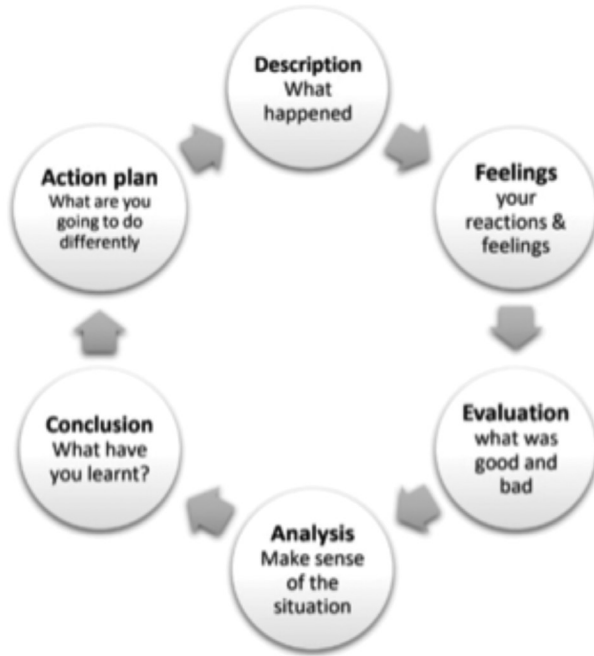 Description
What
happened
Feelings
your
reactions &
feelings
Evaluation
what was
good and
bad
Analysis
Make sense
of the
situation
Conclusion
What have
you learnt?
Action plan
What are you
going to do
differently